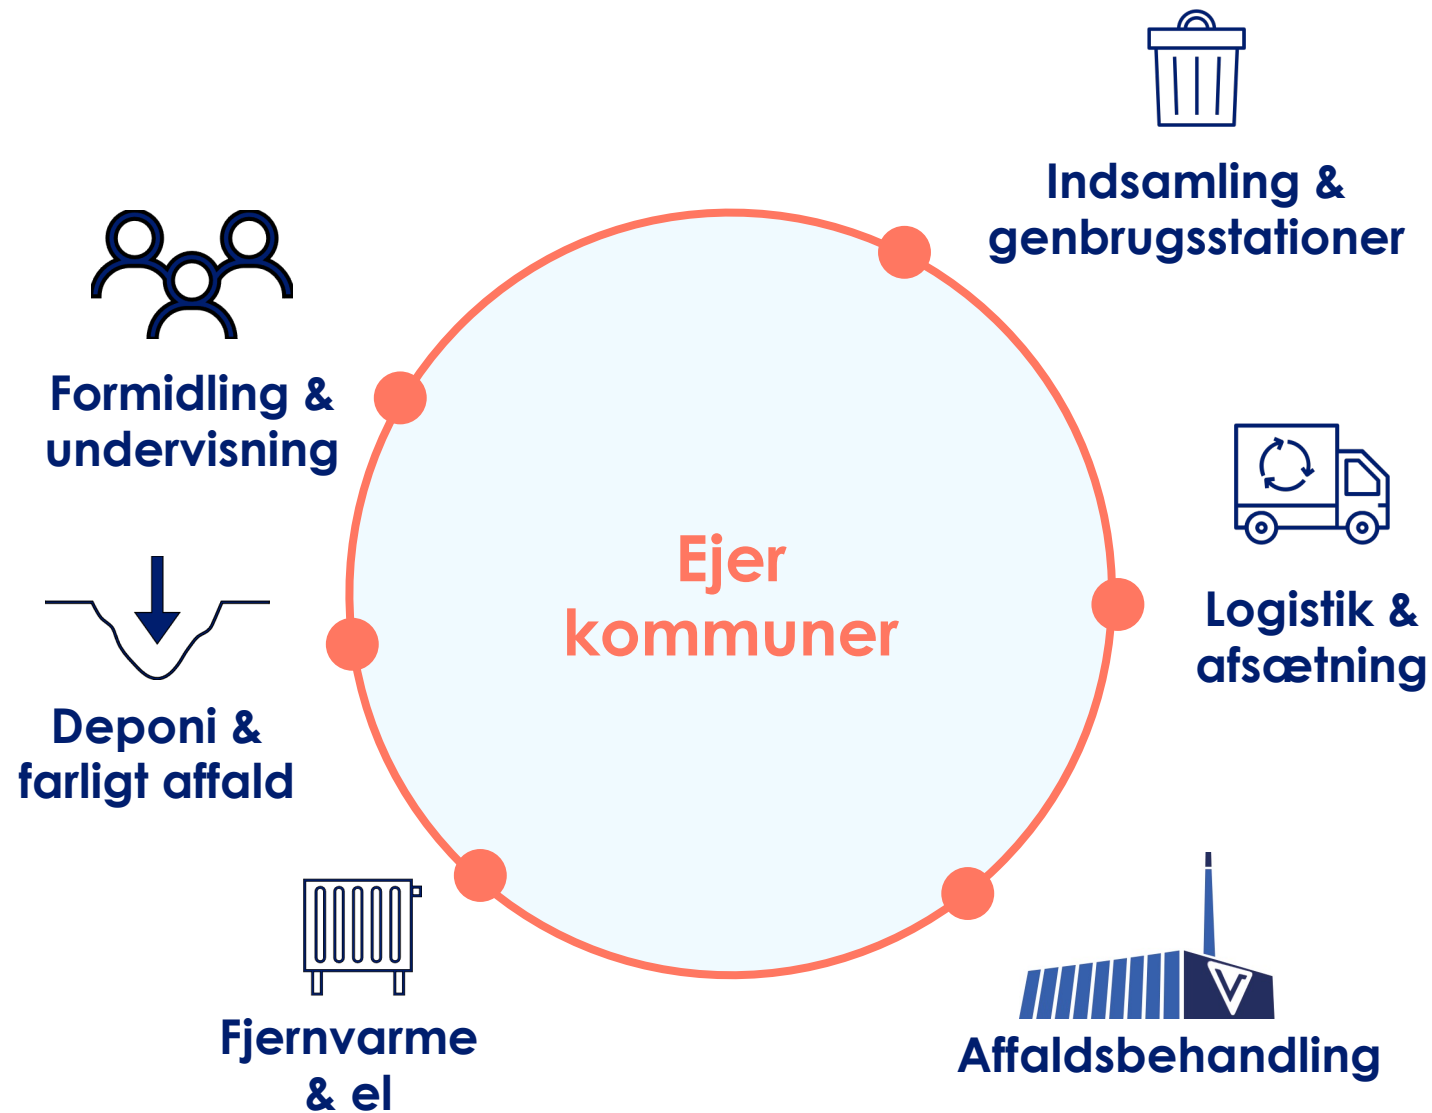 Indsamling &
genbrugsstationer
Formidling &
undervisning
Ejer
kommuner
Logistik &
afsætning
Deponi &
farligt affald
Fjernvarme
& el
Affaldsbehandling